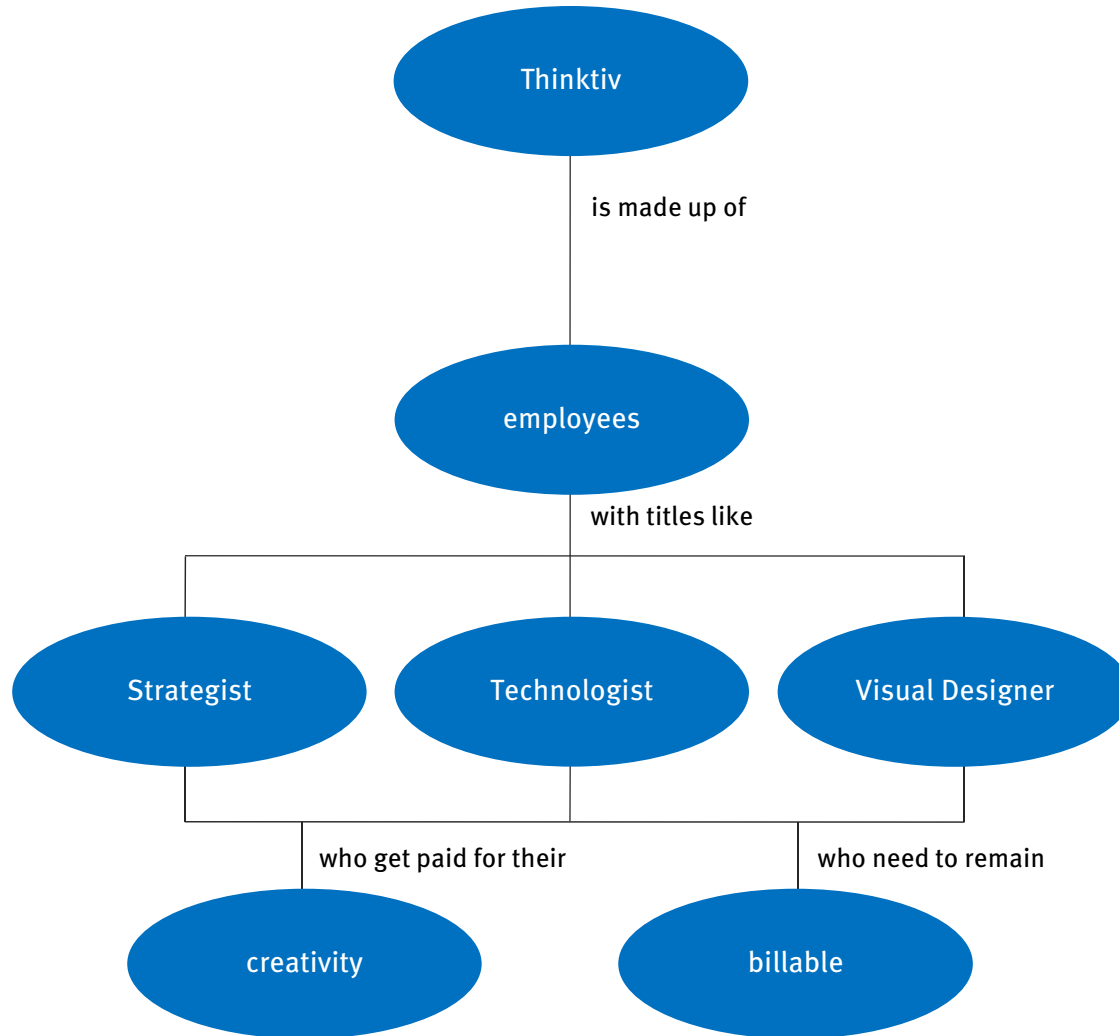 Thinktiv
is made up of
employees
with titles like
Strategist
Technologist
Visual Designer
who get paid for their
who need to remain
creativity
billable